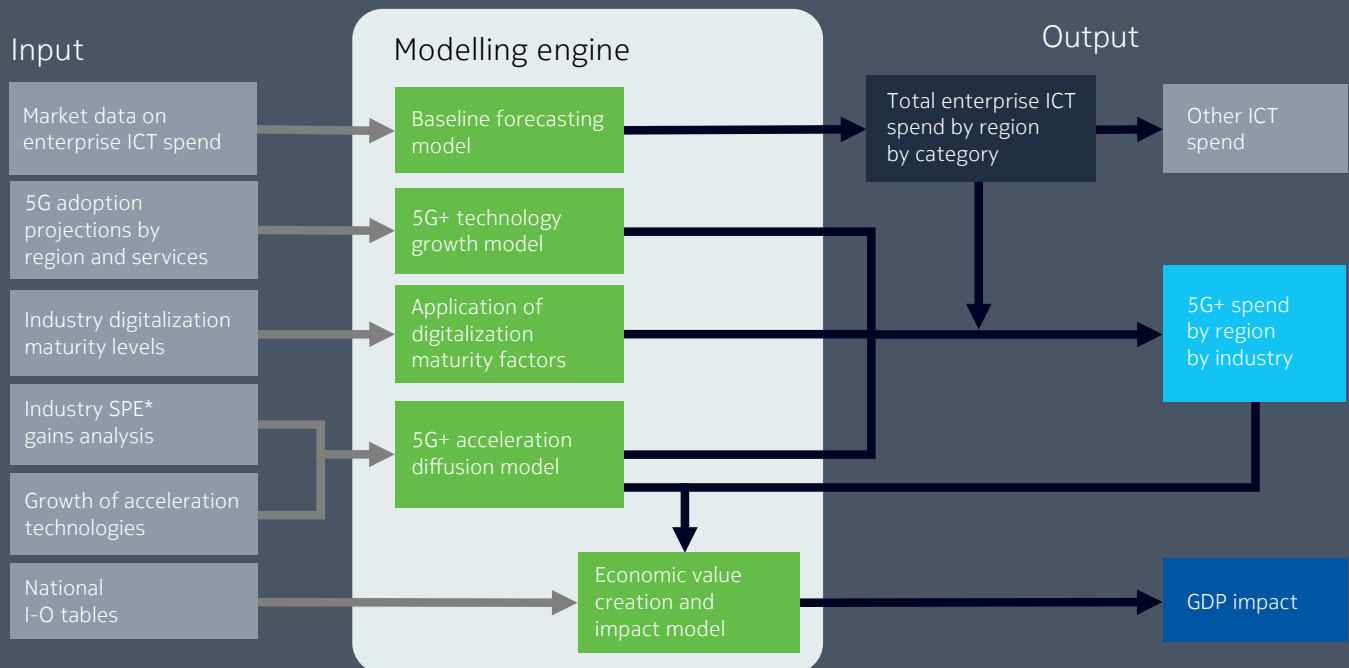 Input
Modelling engine
Output
Market data on
enterprise ICT spend
Baseline forecasting
model
Total enterprise ICT
spend by region
by category
Other ICT
spend
5G adoption
projections by
region and services
5G+ technology
growth model
Industry digitalization
maturity levels
Application of
digitalization
maturity factors
5G+ spend
by region
by industry
Industry SPE*
gains analysis
5G+ acceleration
diffusion model
Growth of acceleration
technologies
National
I-O tables
Economic value
creation and
impact model
GDP impact